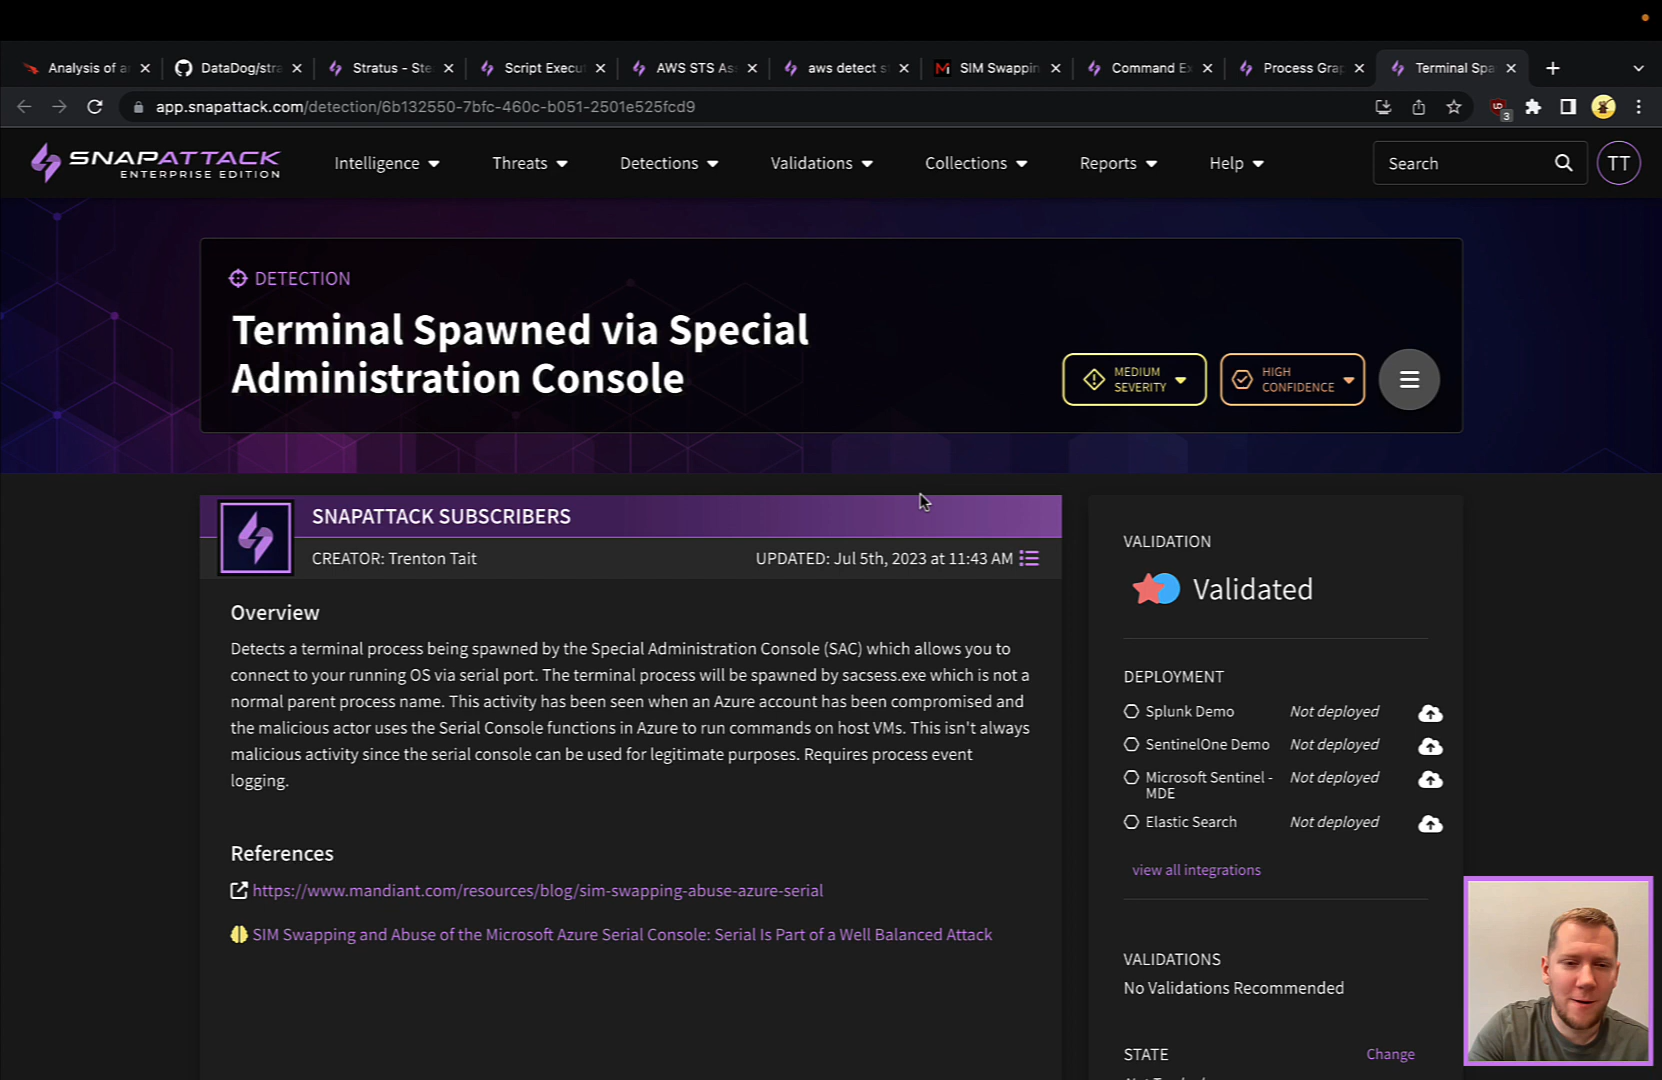 Analysis of a
DataDog/stra
Stratus - Ste
Script Execu
AWS STS As
aws detect s
SIM Swappin
Command Ex
Process Grap
Terminal Spa
app.snapattack.com/detection/6b132550-7bfc-460c-b051-2501e525fcd9
3
SNAPATTACK
ENTERPRISE EDITION
Intelligence
Threats
Detections
Validations
Collections
Reports
Help
Search
TT
DETECTION
Terminal Spawned via Special
Administration Console
MEDIUM
SEVERITY
HIGH
CONFIDENCE
SNAPATTACK SUBSCRIBERS
CREATOR: Trenton Tait
UPDATED: Jul 5th, 2023 at 11:43 AM
Overview
Detects a terminal process being spawned by the Special Administration Console (SAC) which allows you to
connect to your running OS via serial port. The terminal process will be spawned by sacsess.exe which is not a
normal parent process name. This activity has been seen when an Azure account has been compromised and
the malicious actor uses the Serial Console functions in Azure to run commands on host VMs. This isn't always
malicious activity since the serial console can be used for legitimate purposes. Requires process event
logging.
References
https://www.mandiant.com/resources/blog/sim-swapping-abuse-azure-serial
SIM Swapping and Abuse of the Microsoft Azure Serial Console: Serial Is Part of a Well Balanced Attack
VALIDATION
Validated
DEPLOYMENT
Splunk Demo Not deployed
SentinelOne Demo Not deployed
Microsoft Sentinel - Not deployed
MDE
Elastic Search Not deployed
view all integrations
VALIDATIONS
No Validations Recommended
STATE Change